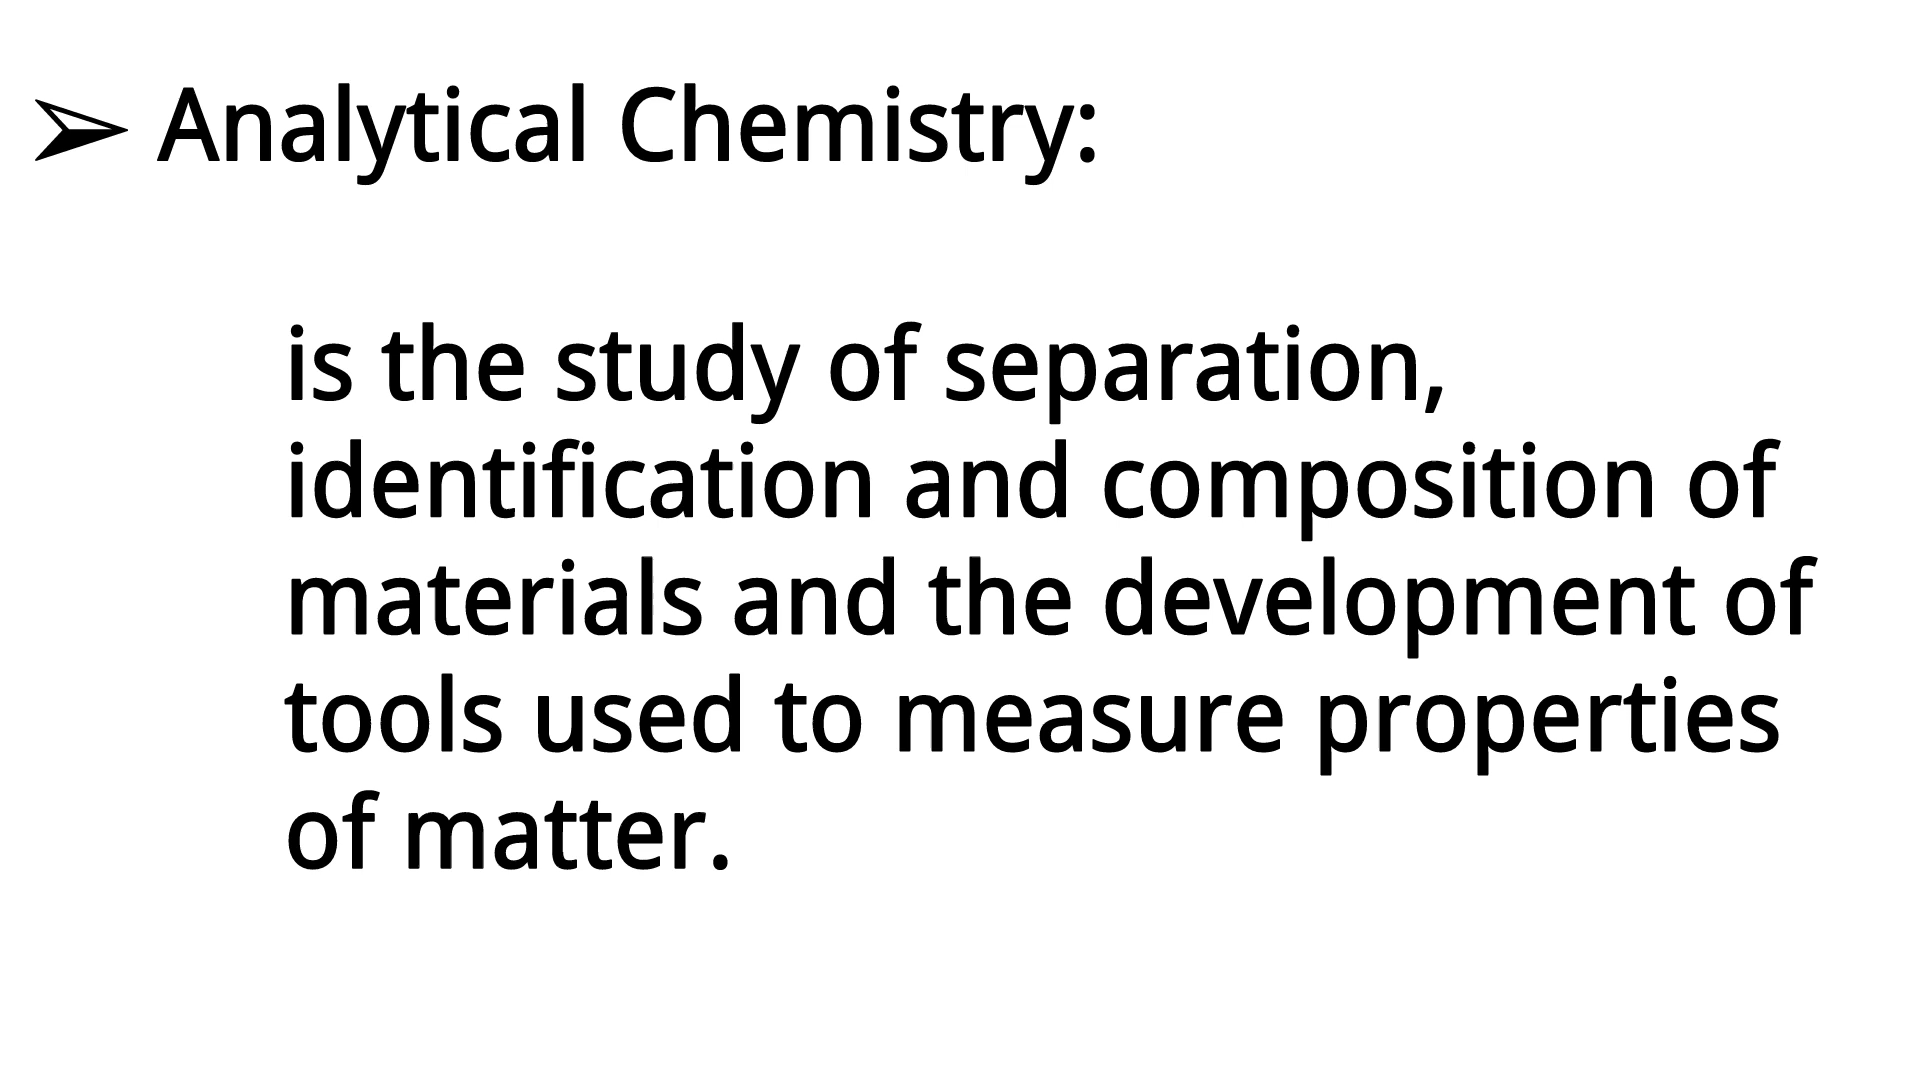 ➢ Analytical Chemistry:
is the study of separation,
identification and composition of
materials and the development of
tools used to measure properties
of matter.